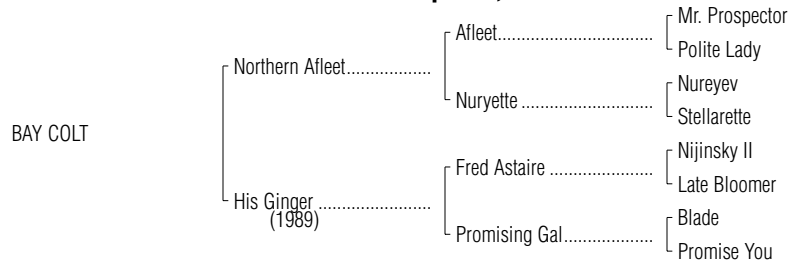 Mr. Prospector
Afleet.................................
Polite Lady
Northern Afleet..................
Nureyev
Nuryette ............................
Stellarette
BAY COLT
Nijinsky II
Fred Astaire .......................
Late Bloomer
His Ginger ........................
(1989)
Blade
Promising Gal...................
Promise You